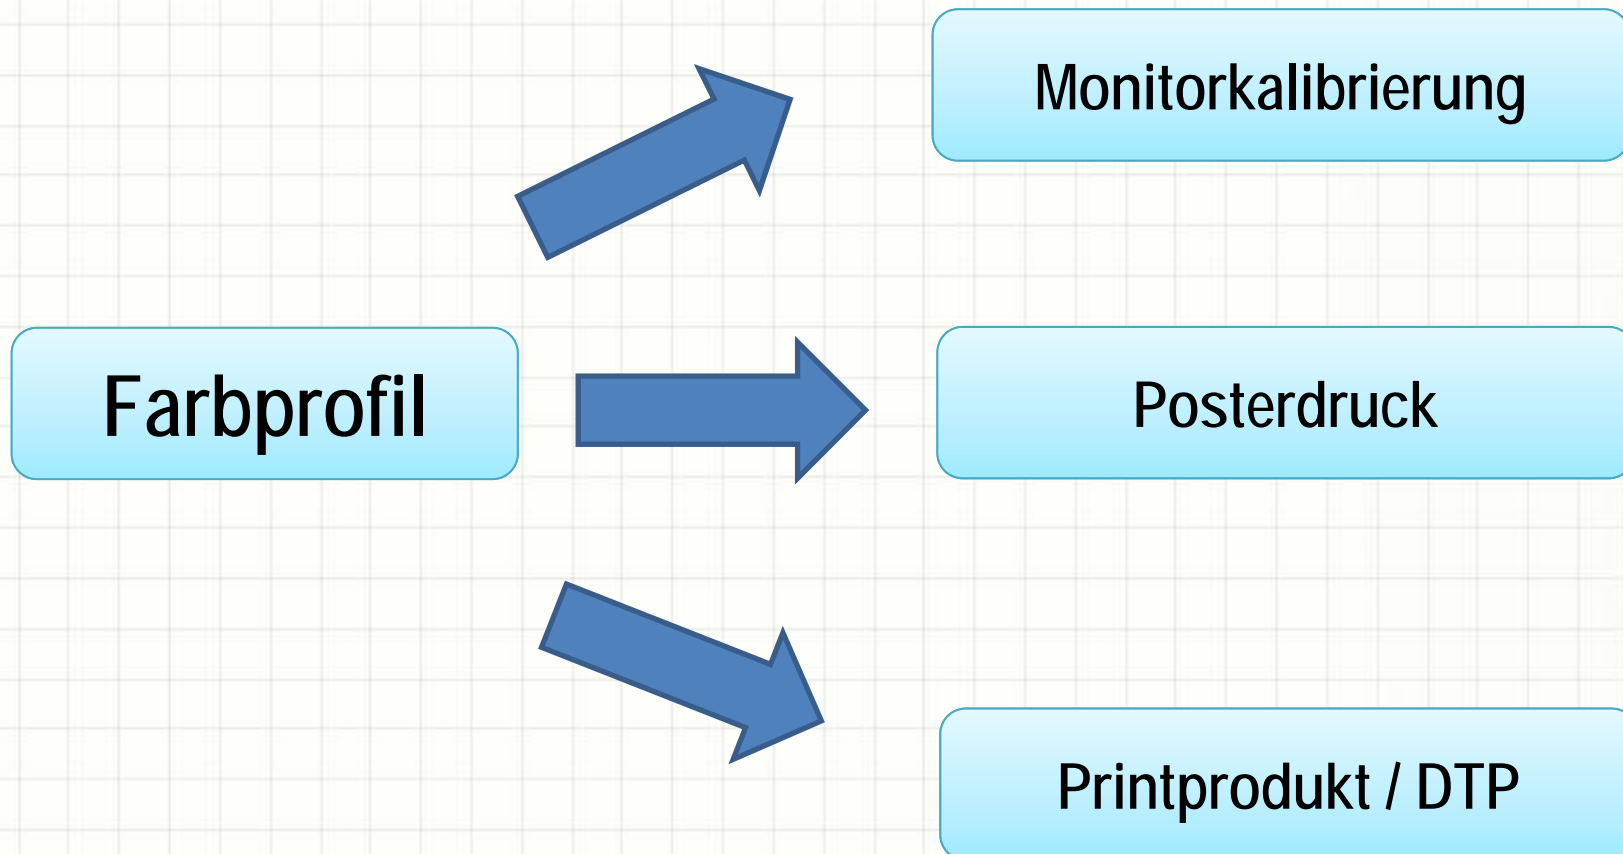 Monitorkalibrierung
Farbprofil
Posterdruck
Printprodukt / DTP